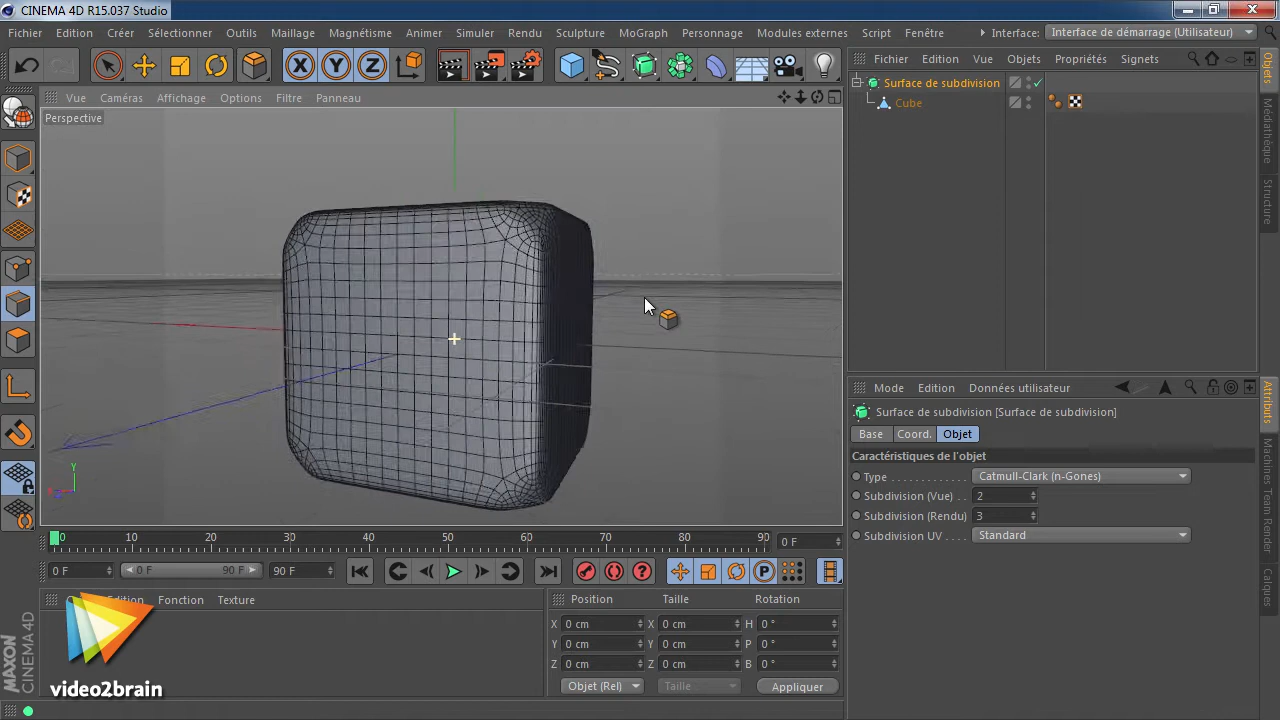 CINEMA 4D R15.037 Studio
Fichier Edition Créer Sélectionner Outils Maillage Magnétisme Animer Simuler Rendu Sculpture MoGraph Personnage Modules externes Script Fenêtre Interface: Interface de démarrage (Utilisateur)
X Y Z
Fichier Edition Vue Objets Propriétés Signets
Vue Caméras Affichage Options Filtre Panneau
Perspective
Surface de subdivision
Cube
Objets
Médiathèque
Structure
Y
Mode Edition Données utilisateur
Surface de subdivision [Surface de subdivision]
Base Coord. Objet
Caractéristiques de l'objet
Type . . . . . . . . . . . . Catmull-Clark (n-Gones)
Subdivision (Vue) . . 2
Subdivision (Rendu) 3
Subdivision UV . . . . Standard
Attributs
Machines Team Render
Calques
0 10 20 30 40 50 60 70 80 90 0 F
0 F 0 F 90 F 90 F
P
Edition Fonction Texture
Position Taille Rotation
X 0 cm X 0 cm H 0 °
Y 0 cm Y 0 cm P 0 °
Z 0 cm Z 0 cm B 0 °
Objet (Rel) Taille Appliquer
MAXON
CINEMA 4D
video2brain